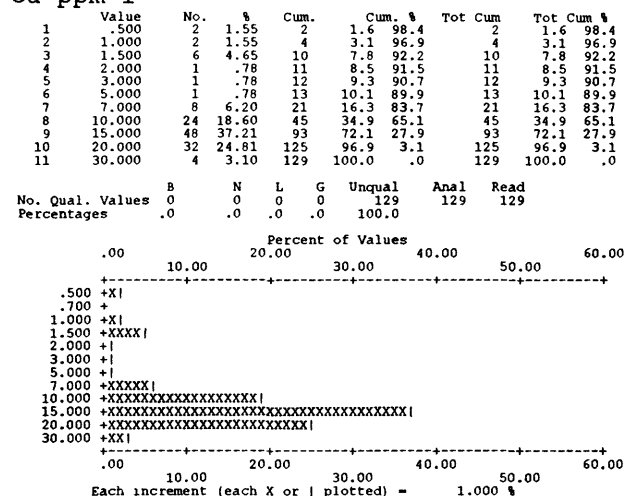 ppm
Value No. % Cum. Cum. % Tot Cum Tot Cum %
1 .500 2 1.55 2 1.6 98.4 2 1.6 98.4
2 1.000 2 1.55 4 3.1 96.9 4 3.1 96.9
3 1.500 6 4.65 10 7.8 92.2 10 7.8 92.2
4 2.000 1 .78 11 8.5 91.5 11 8.5 91.5
5 3.000 1 .78 12 9.3 90.7 12 9.3 90.7
6 5.000 1 .78 13 10.1 89.9 13 10.1 89.9
7 7.000 8 6.20 21 16.3 83.7 21 16.3 83.7
8 10.000 24 18.60 45 34.9 65.1 45 34.9 65.1
9 15.000 48 37.21 93 72.1 27.9 93 72.1 27.9
10 20.000 32 24.81 125 96.9 3.1 125 96.9 3.1
11 30.000 4 3.10 129 100.0 .0 129 100.0 .0
B N L G Unqual Anal Read
No. Qual. Values 0 0 0 0 129 129 129
Percentages .0 .0 .0 .0 100.0
Percent of Values
.00 20.00 40.00 60.00
10.00 30.00 50.00
+---------+---------+---------+---------+---------+---------+
.500 +X|
.700 +
1.000 +X|
1.500 +XXXX|
2.000 +|
3.000 +|
5.000 +|
7.000 +XXXXX|
10.000 +XXXXXXXXXXXXXXXXXX|
15.000 +XXXXXXXXXXXXXXXXXXXXXXXXXXXXXXXXXXXX|
20.000 +XXXXXXXXXXXXXXXXXXXXXXXX|
30.000 +XX|
+---------+---------+---------+---------+---------+---------+
.00 20.00 40.00 60.00
10.00 30.00 50.00
Each increment (each X or | plotted) = 1.000 %